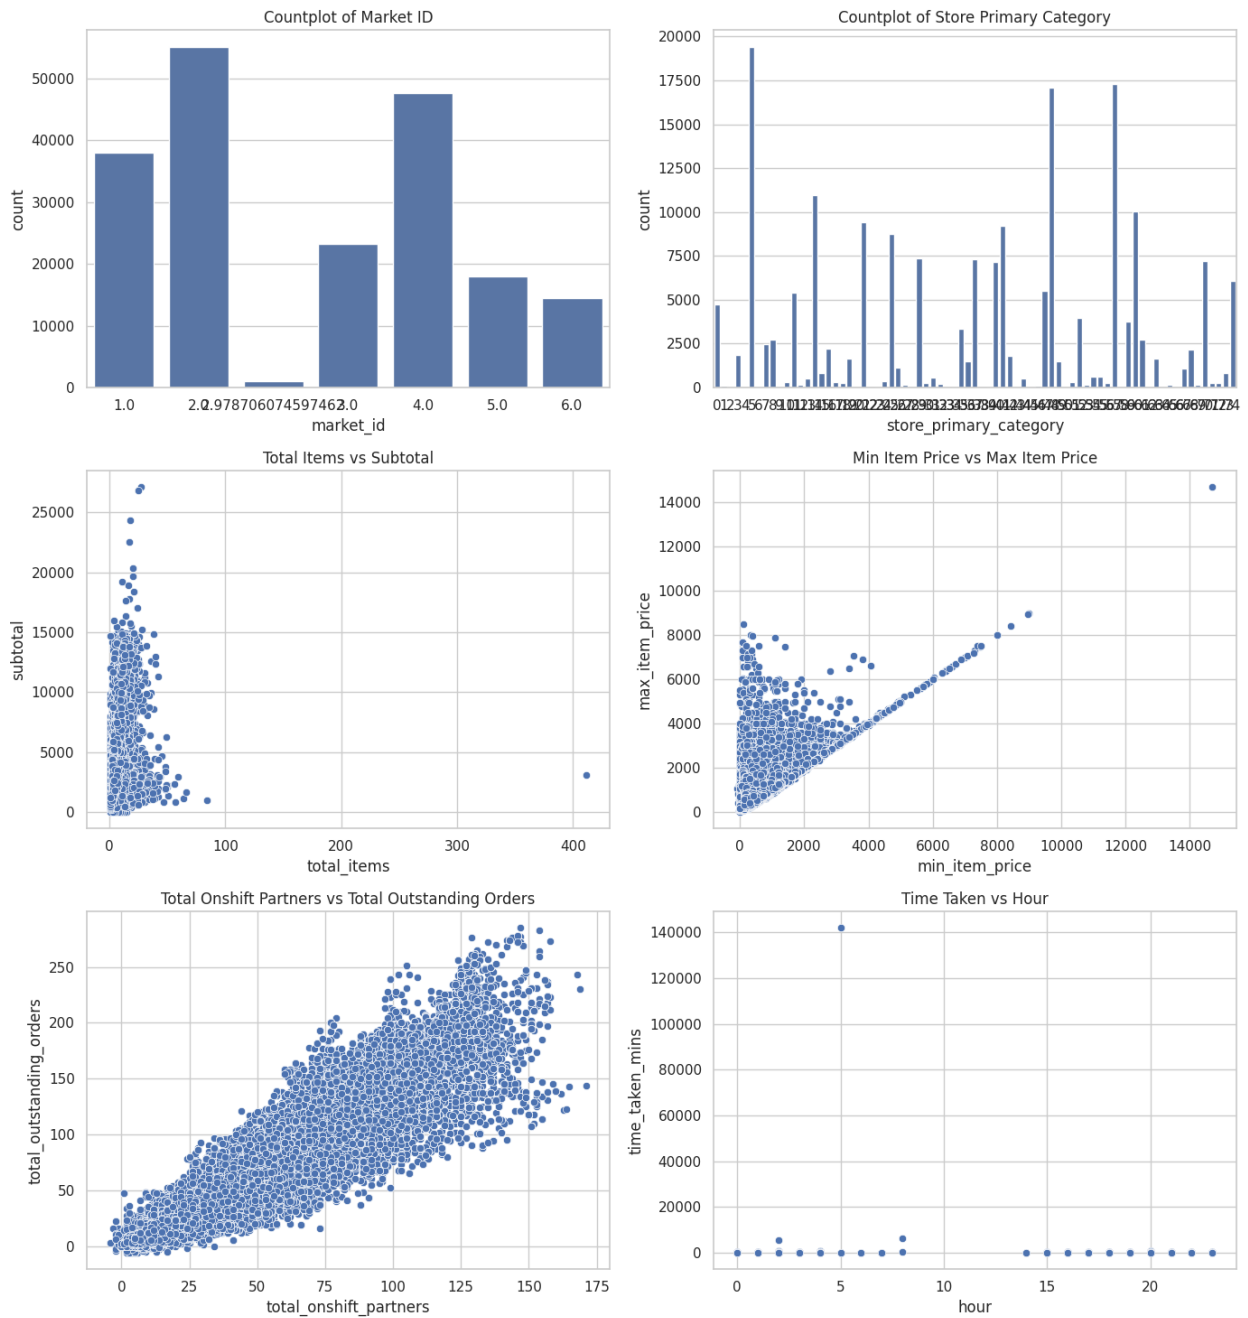 Countplot of Market ID
count
50000
40000
30000
20000
10000
0
1.0 2.0 2.978706074597462 3.0 4.0 5.0 6.0
market_id
Countplot of Store Primary Category
count
20000
17500
15000
12500
10000
7500
5000
2500
0
store_primary_category
Total Items vs Subtotal
subtotal
25000
20000
15000
10000
5000
0
0 100 200 300 400
total_items
Min Item Price vs Max Item Price
max_item_price
14000
12000
10000
8000
6000
4000
2000
0
0 2000 4000 6000 8000 10000 12000 14000
min_item_price
Total Onshift Partners vs Total Outstanding Orders
total_outstanding_orders
250
200
150
100
50
0
0 25 50 75 100 125 150 175
total_onshift_partners
Time Taken vs Hour
time_taken_mins
140000
120000
100000
80000
60000
40000
20000
0
0 5 10 15 20
hour